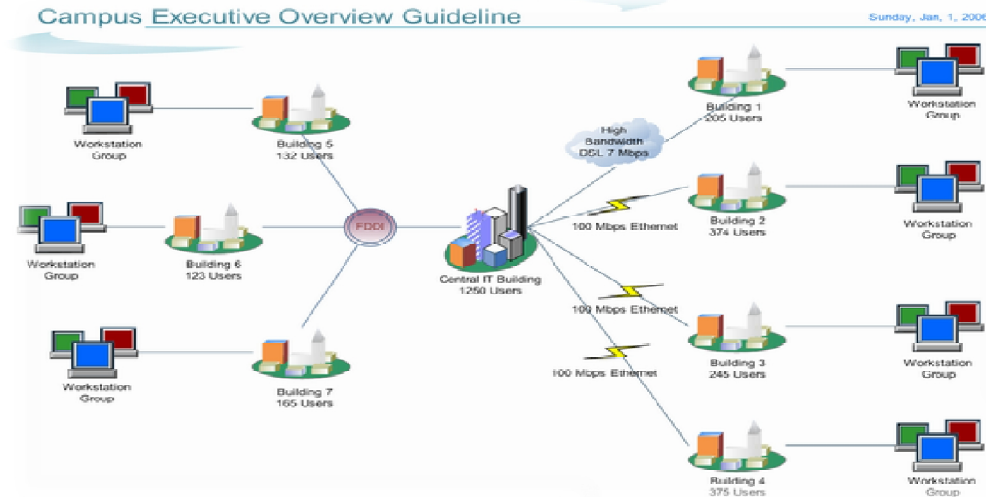 Campus Executive Overview Guideline
Sunday, Jan, 1, 2006
Workstation
Group
Building 5
132 Users
High
Bandwidth
DSL 7 Mbps
Building 1
205 Users
Workstation
Group
Workstation
Group
Building 6
123 Users
FDDI
Central IT Building
1250 Users
100 Mbps Ethernet
Building 2
374 Users
Workstation
Group
100 Mbps Ethernet
Workstation
Group
Building 7
165 Users
100 Mbps Ethernet
Building 3
245 Users
Workstation
Group
Building 4
375 Users
Workstation
Group